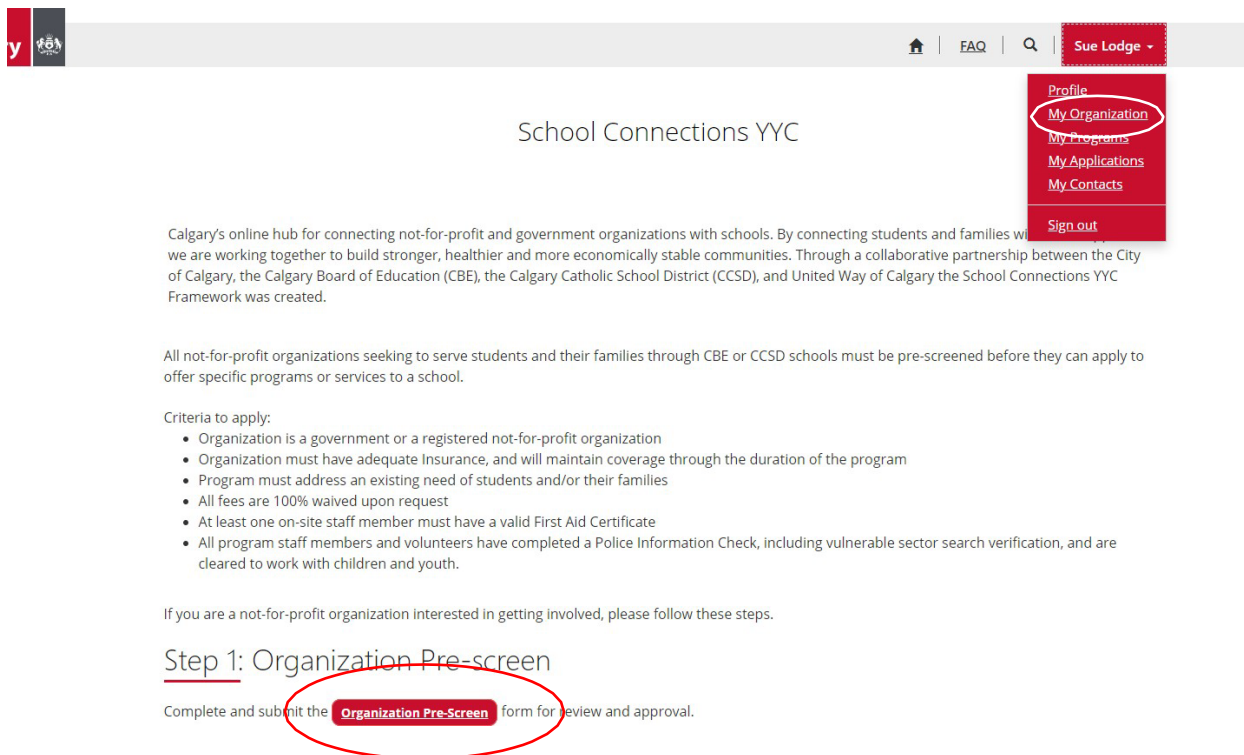 y
FAQ
Sue Lodge
Profile
My Organization
My Programs
My Applications
My Contacts
Sign out
School Connections YYC
Calgary's online hub for connecting not-for-profit and government organizations with schools. By connecting students and families wi
we are working together to build stronger, healthier and more economically stable communities. Through a collaborative partnership between the City
of Calgary, the Calgary Board of Education (CBE), the Calgary Catholic School District (CCSD), and United Way of Calgary the School Connections YYC
Framework was created.
All not-for-profit organizations seeking to serve students and their families through CBE or CCSD schools must be pre-screened before they can apply to
offer specific programs or services to a school.
Criteria to apply:
• Organization is a government or a registered not-for-profit organization
• Organization must have adequate Insurance, and will maintain coverage through the duration of the program
• Program must address an existing need of students and/or their families
• All fees are 100% waived upon request
• At least one on-site staff member must have a valid First Aid Certificate
• All program staff members and volunteers have completed a Police Information Check, including vulnerable sector search verification, and are
cleared to work with children and youth.
If you are a not-for-profit organization interested in getting involved, please follow these steps.
Step 1: Organization Pre-screen
Complete and submit the Organization Pre-Screen form for review and approval.